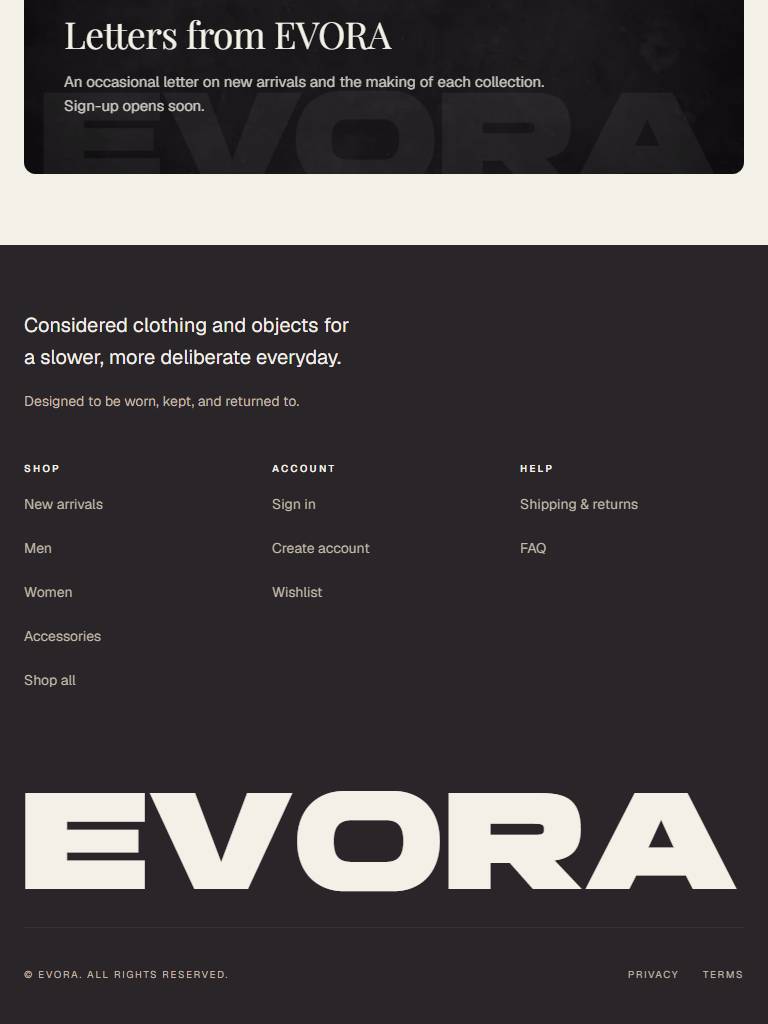 Letters from EVORA
An occasional letter on new arrivals and the making of each collection.
Sign-up opens soon.
EVORA
Considered clothing and objects for
a slower, more deliberate everyday.
Designed to be worn, kept, and returned to.
SHOP
New arrivals
Men
Women
Accessories
Shop all
ACCOUNT
Sign in
Create account
Wishlist
HELP
Shipping & returns
FAQ
EVORA
© EVORA. ALL RIGHTS RESERVED.
PRIVACY
TERMS